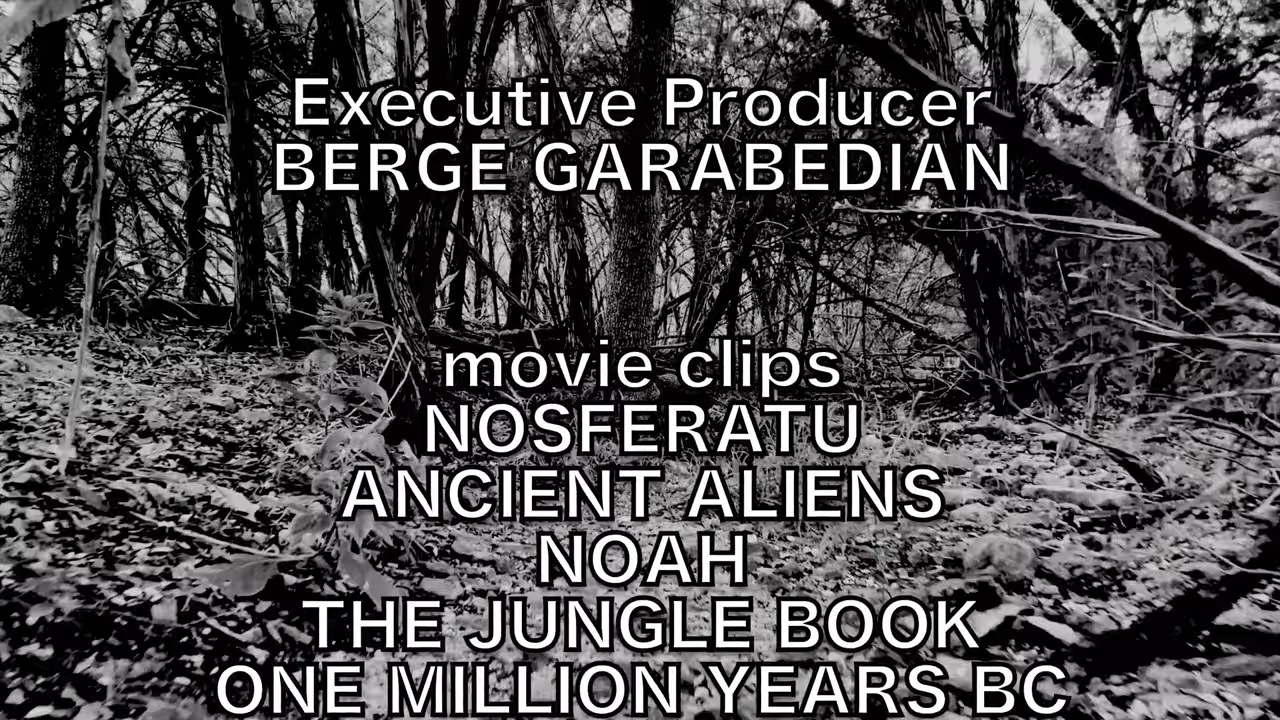 Executive Producer
BERGE GARABEDIAN
movie clips
NOSFERATU
ANCIENT ALIENS
NOAH
THE JUNGLE BOOK
ONE MILLION YEARS BC